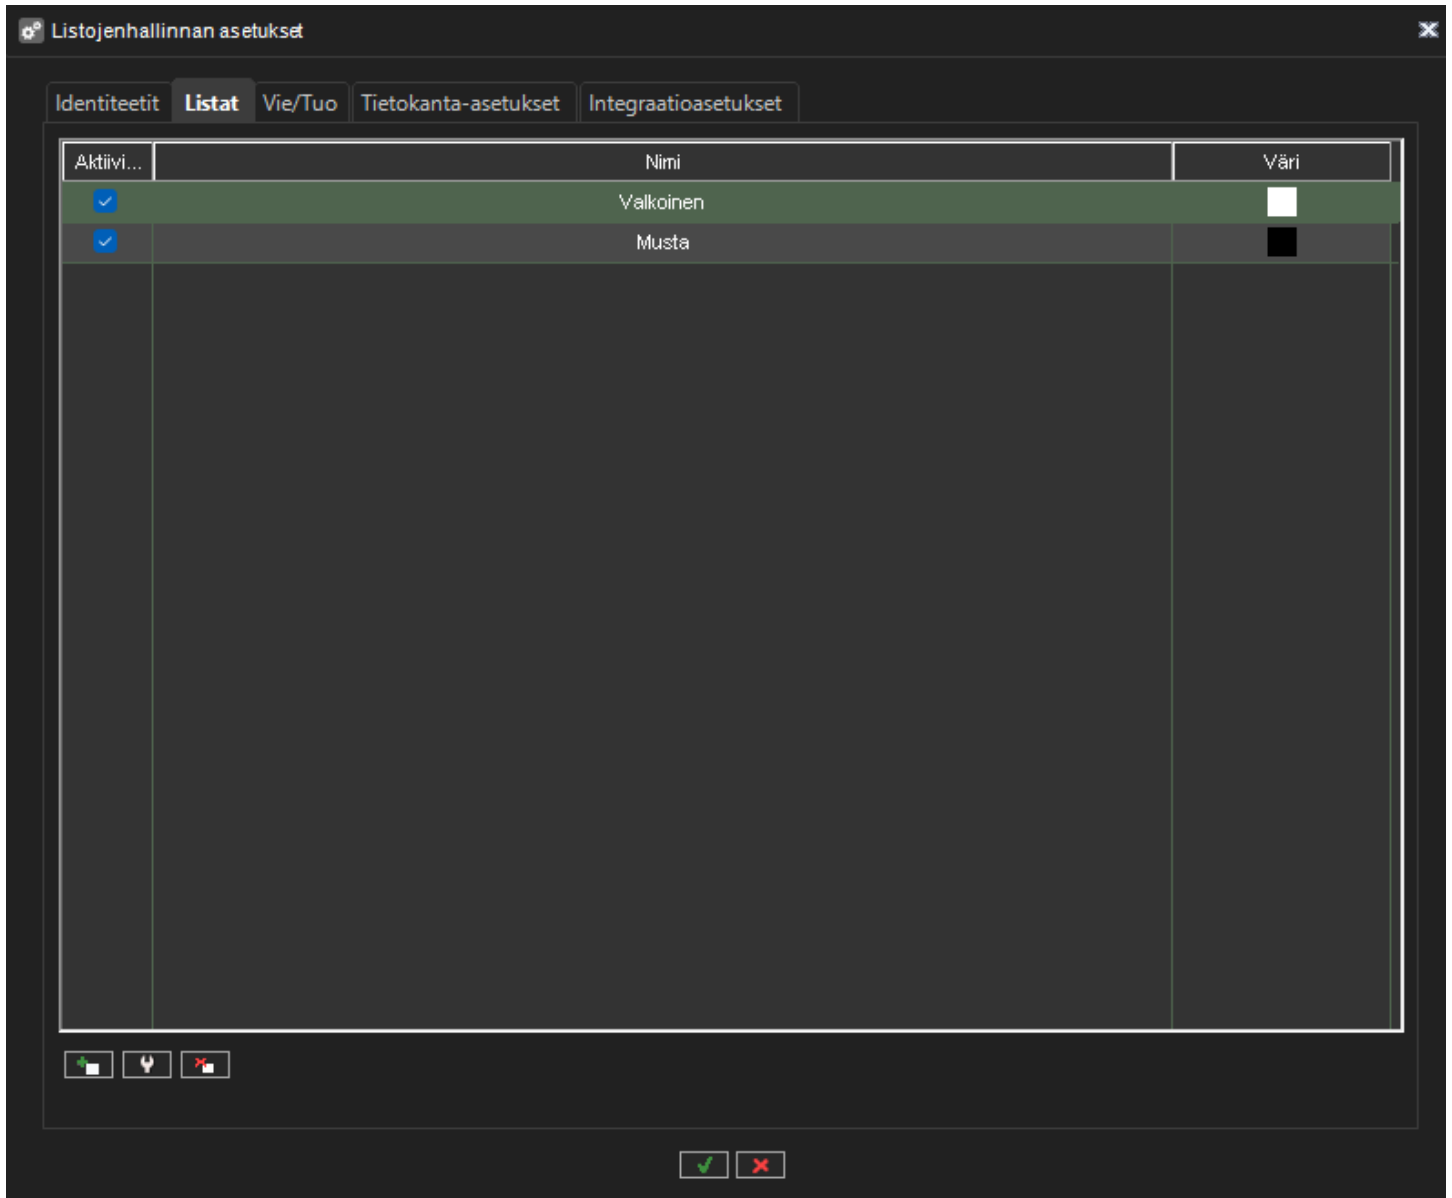 Listojenhallinnan asetukset
Identiteetit Listat Vie/Tuo Tietokanta-asetukset Integraatioasetukset
Aktiivi... Nimi Väri
Valkoinen
Musta